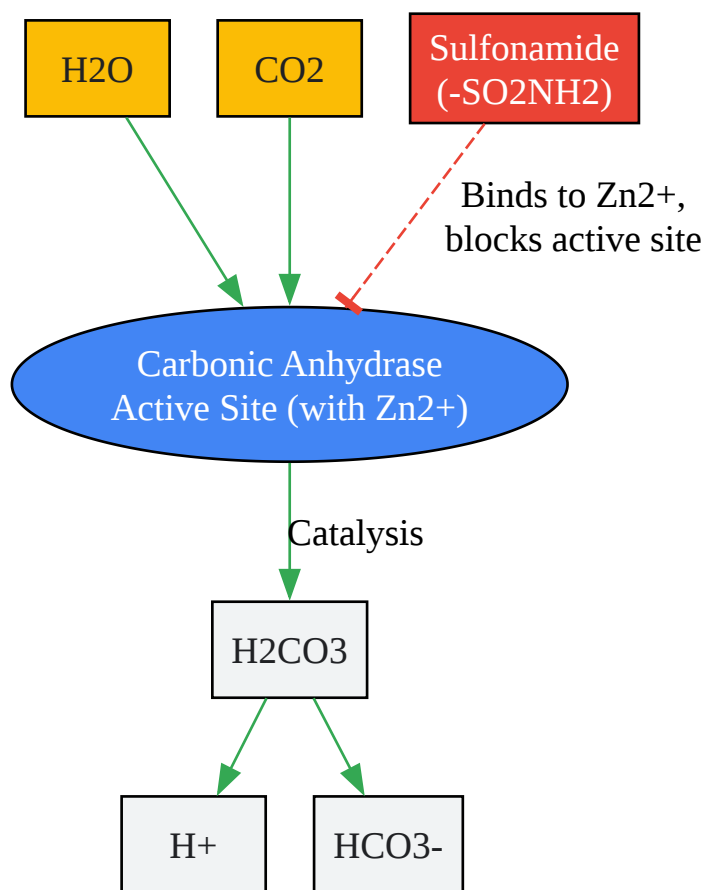 H2O
CO2
Sulfonamide
(-SO2NH2)
Binds to Zn2+,
blocks active site
Carbonic Anhydrase
Active Site (with Zn2+)
Catalysis
H2CO3
H+
HCO3-